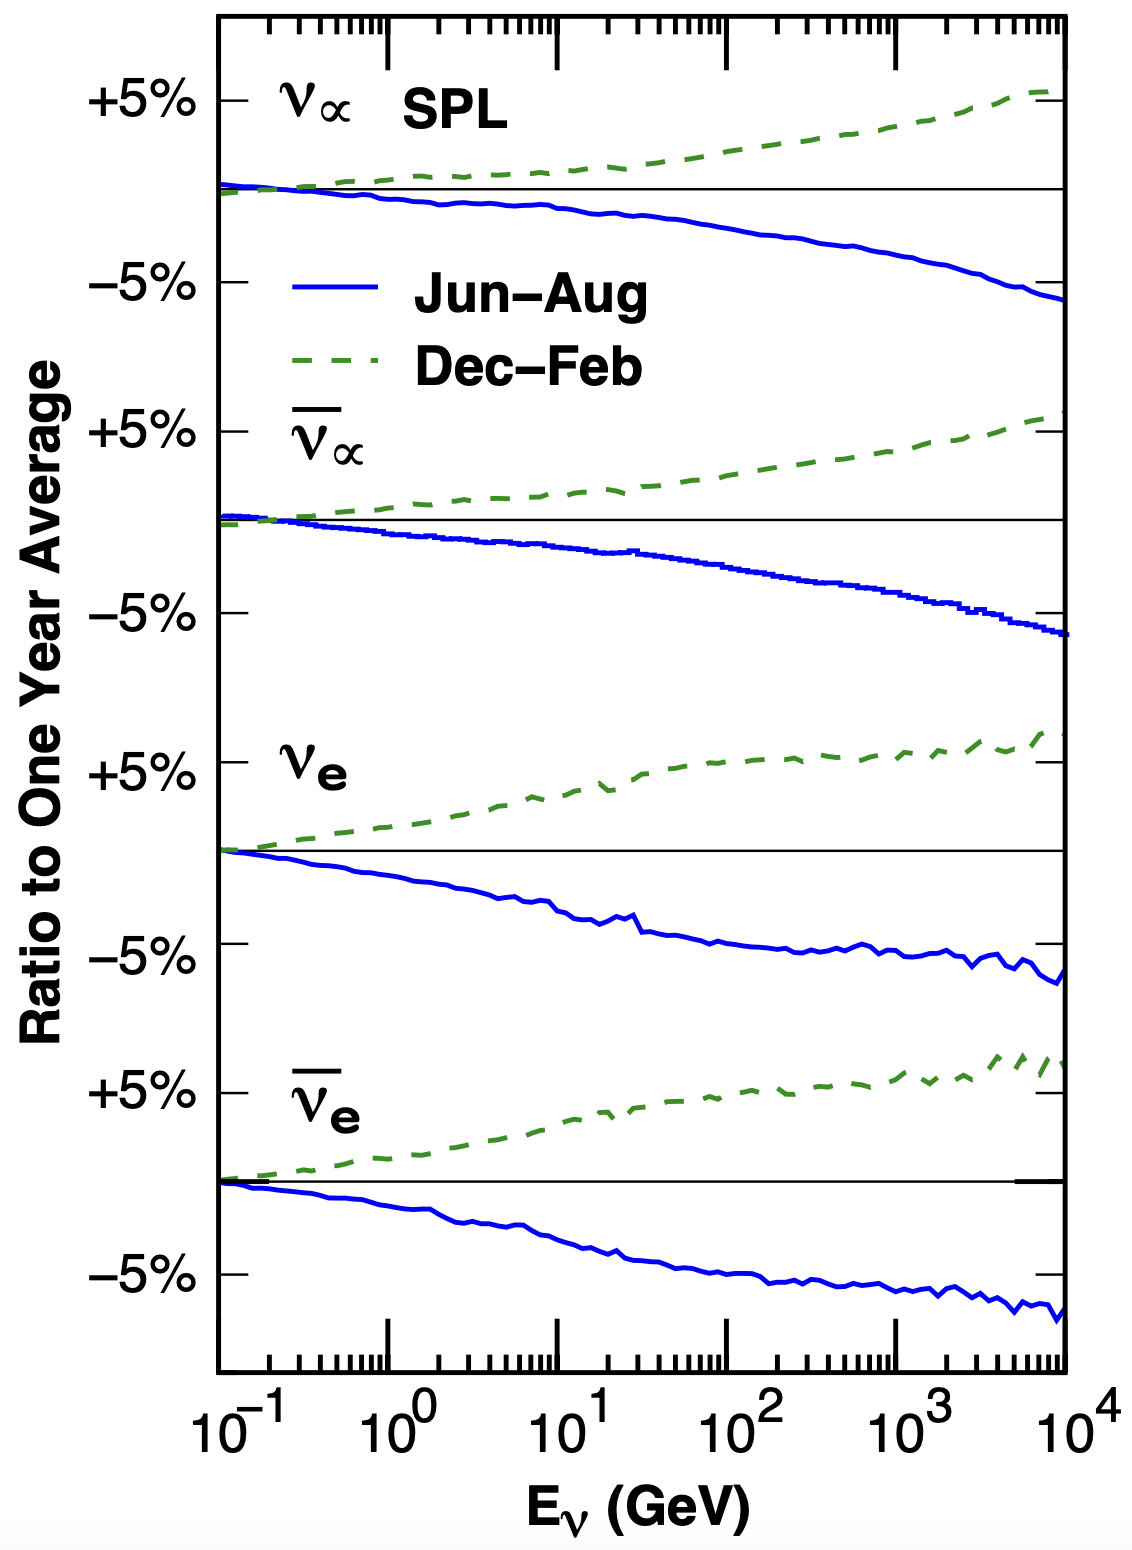 +5%
ν∝ SPL
−5%
Jun−Aug
Dec−Feb
+5%
ν̅∝
−5%
+5%
νe
−5%
+5%
ν̅e
−5%
Ratio to One Year Average
10−1 100 101 102 103 104
Eν (GeV)